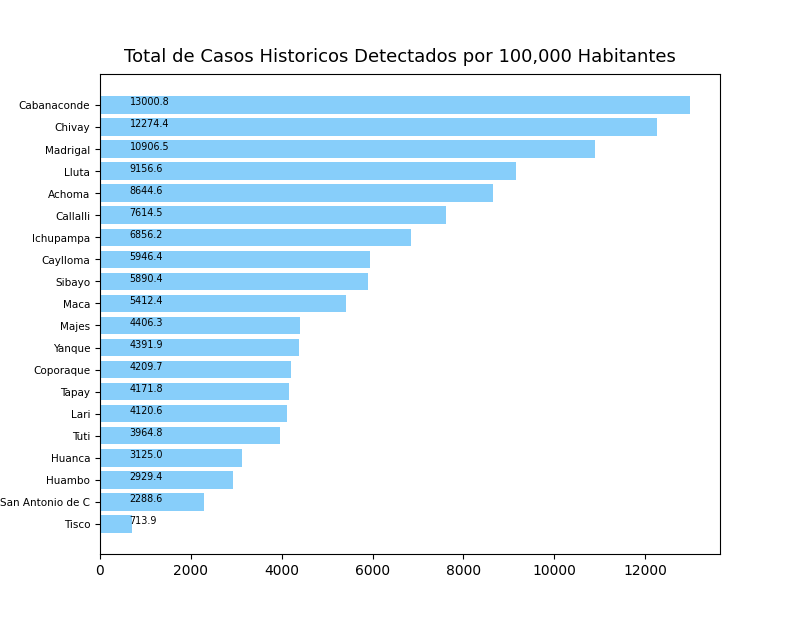 Total de Casos Historicos Detectados por 100,000 Habitantes
Cabanaconde 13000.8
Chivay 12274.4
Madrigal 10906.5
Lluta 9156.6
Achoma 8644.6
Callalli 7614.5
Ichupampa 6856.2
Caylloma 5946.4
Sibayo 5890.4
Maca 5412.4
Majes 4406.3
Yanque 4391.9
Coporaque 4209.7
Tapay 4171.8
Lari 4120.6
Tuti 3964.8
Huanca 3125.0
Huambo 2929.4
San Antonio de C 2288.6
Tisco 713.9
0 2000 4000 6000 8000 10000 12000